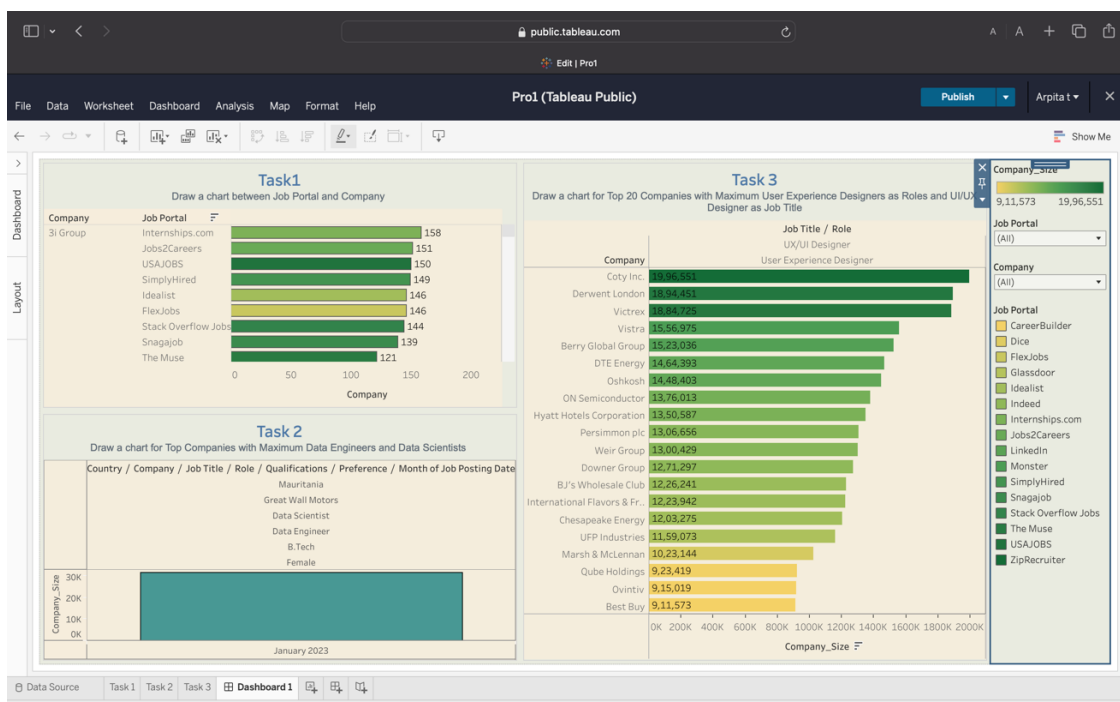 public.tableau.com
A A
Edit | Pro1
Pro1 (Tableau Public)
Publish
Arpita t
File Data Worksheet Dashboard Analysis Map Format Help
Show Me
Dashboard
Layout
Task1
Draw a chart between Job Portal and Company
Company Job Portal
3i Group Internships.com 158
Jobs2Careers 151
USAJOBS 150
SimplyHired 149
Idealist 146
FlexJobs 146
Stack Overflow Jobs 144
Snagajob 139
The Muse 121
0 50 100 150 200
Company
Task 2
Draw a chart for Top Companies with Maximum Data Engineers and Data Scientists
Country / Company / Job Title / Role / Qualifications / Preference / Month of Job Posting Date
Mauritania
Great Wall Motors
Data Scientist
Data Engineer
B.Tech
Female
Company_Size
30K
20K
10K
0K
January 2023
Task 3
Draw a chart for Top 20 Companies with Maximum User Experience Designers as Roles and UI/UX
Designer as Job Title
Job Title / Role
UX/UI Designer
Company User Experience Designer
Coty Inc. 19,96,551
Derwent London 18,94,451
Victrex 18,84,725
Vistra 15,56,975
Berry Global Group 15,23,036
DTE Energy 14,64,393
Oshkosh 14,48,403
ON Semiconductor 13,76,013
Hyatt Hotels Corporation 13,50,587
Persimmon plc 13,06,656
Weir Group 13,00,429
Downer Group 12,71,297
BJ's Wholesale Club 12,26,241
International Flavors & Fr.. 12,23,942
Chesapeake Energy 12,03,275
UFP Industries 11,59,073
Marsh & McLennan 10,23,144
Qube Holdings 9,23,419
Ovintiv 9,15,019
Best Buy 9,11,573
0K 200K 400K 600K 800K 1000K 1200K 1400K 1600K 1800K 2000K
Company_Size
Company_Size
9,11,573 19,96,551
Job Portal
(All)
Company
(All)
Job Portal
CareerBuilder
Dice
FlexJobs
Glassdoor
Idealist
Indeed
Internships.com
Jobs2Careers
LinkedIn
Monster
SimplyHired
Snagajob
Stack Overflow Jobs
The Muse
USAJOBS
ZipRecruiter
Data Source Task 1 Task 2 Task 3 Dashboard 1